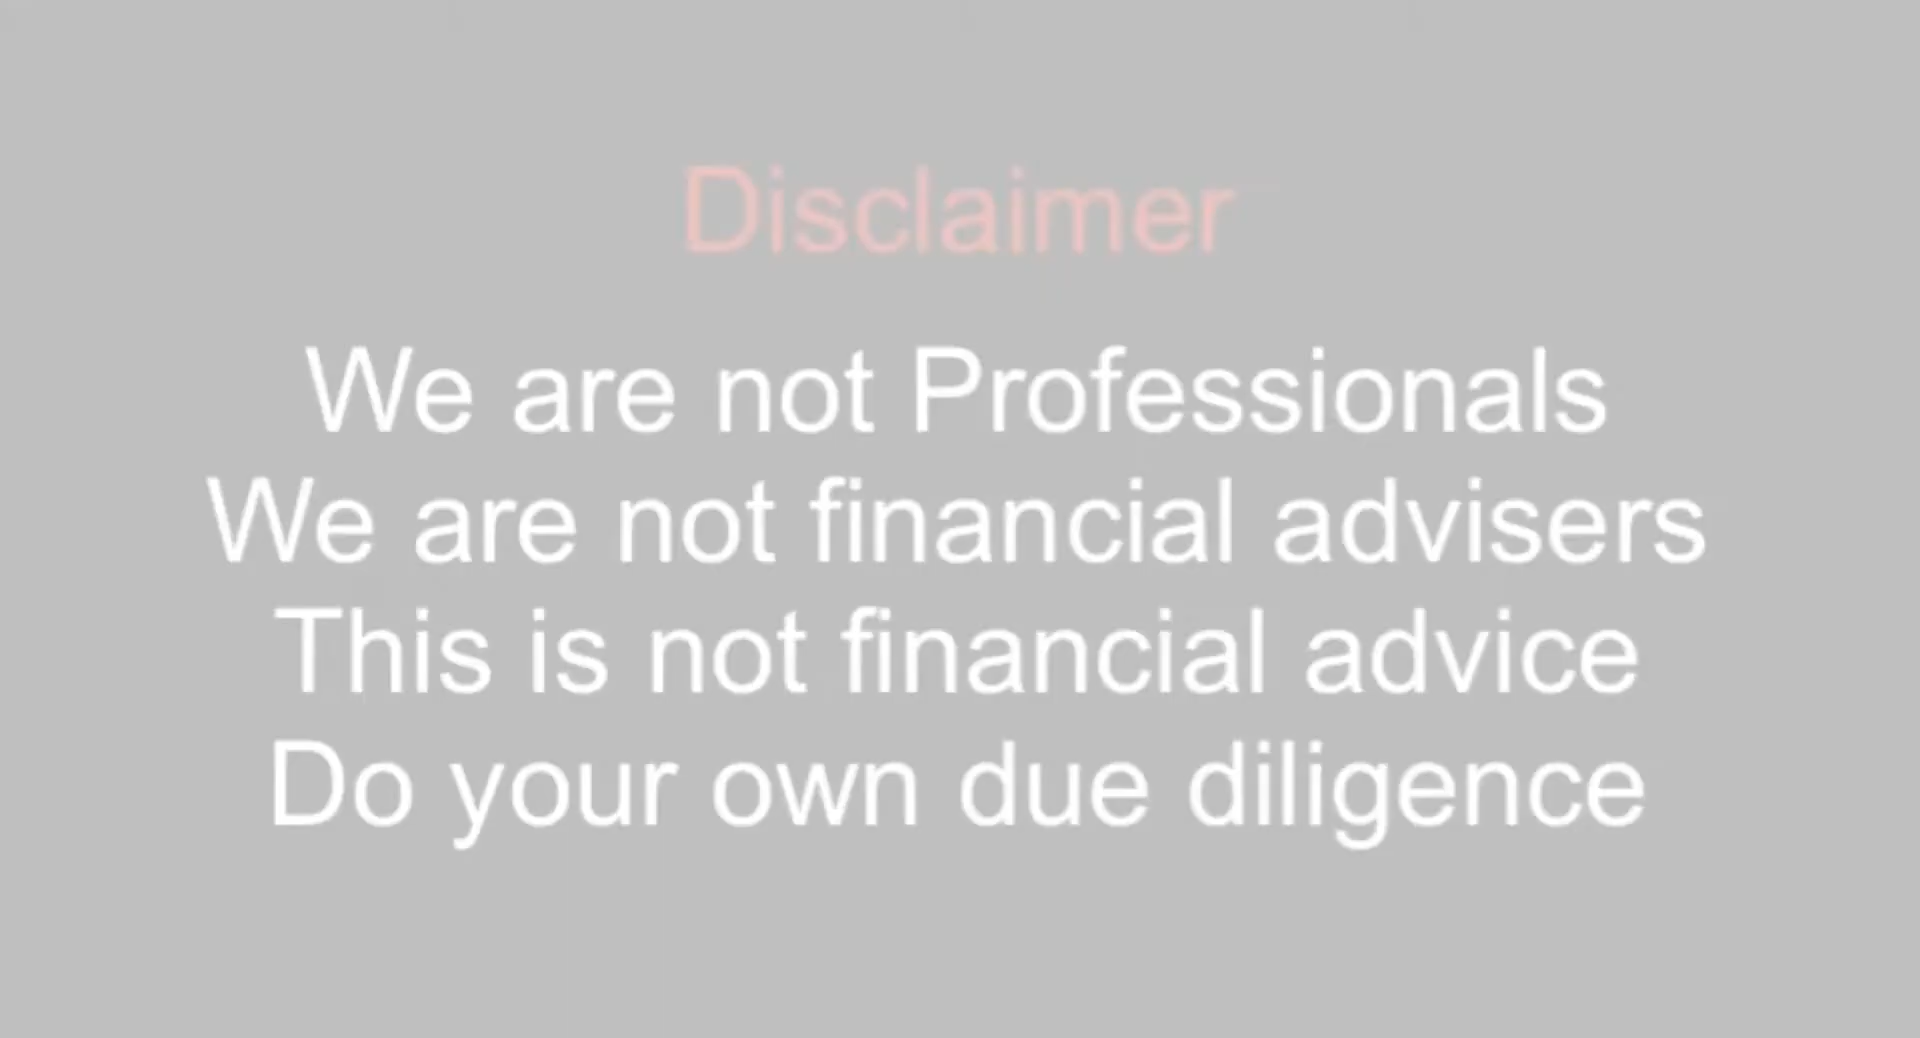 Disclaimer
We are not Professionals
We are not financial advisers
This is not financial advice
Do your own due diligence